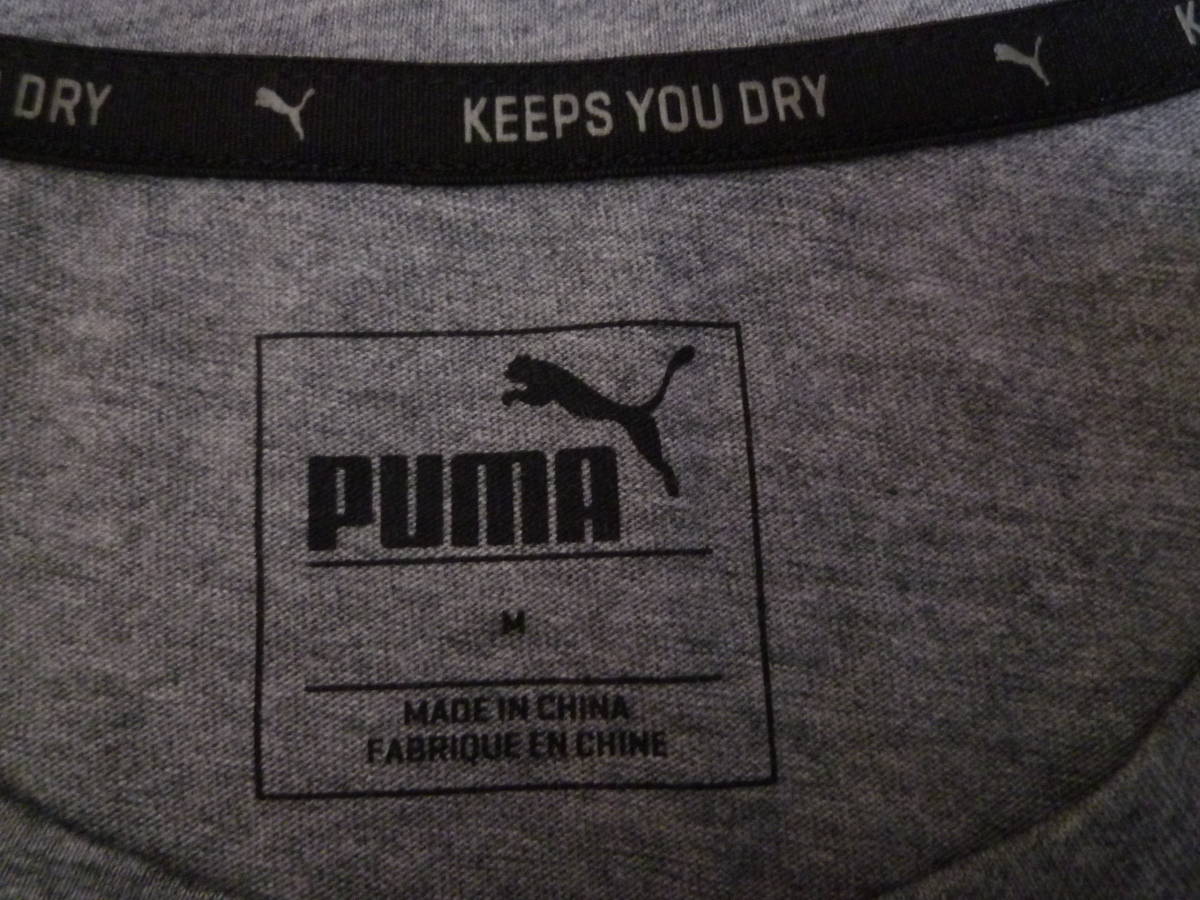 DRY KEEPS YOU DRY K
PUMA
M
MADE IN CHINA
FABRIQUE EN CHINE